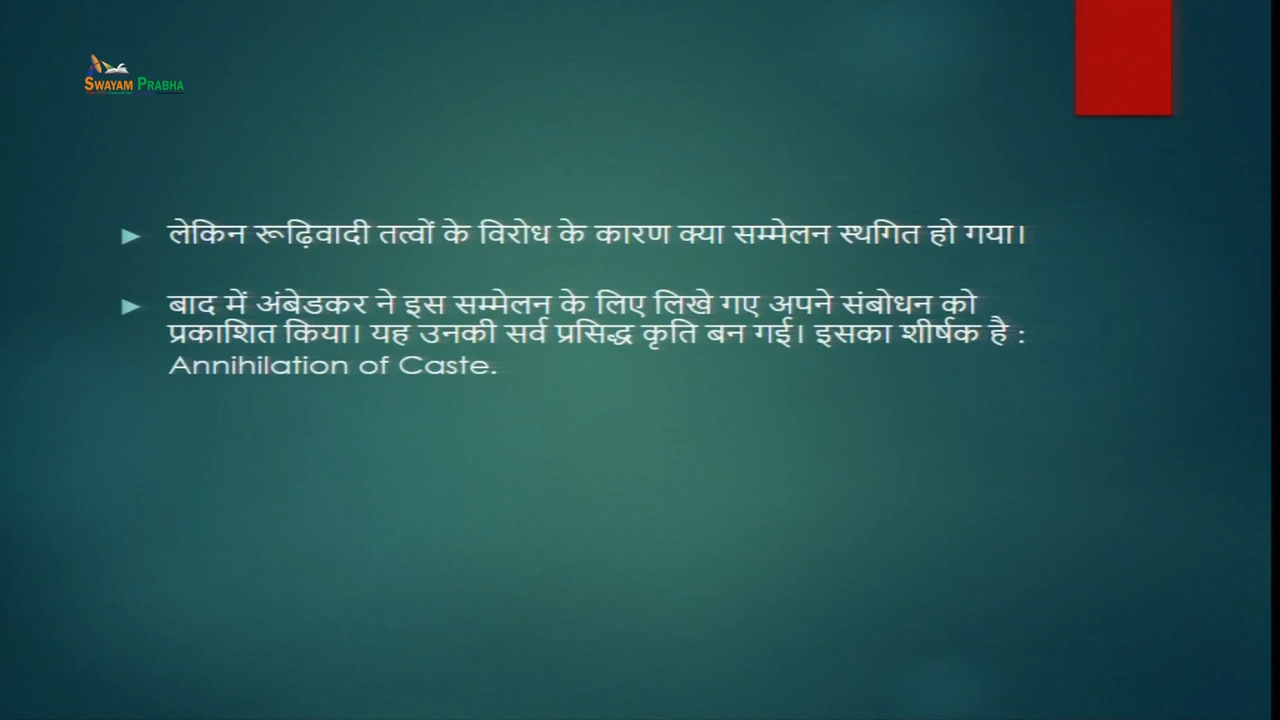 SWAYAM PRABHA
लेकिन रूढ़िवादी तत्वों के विरोध के कारण क्या सम्मेलन स्थगित हो गया।
बाद में अंबेडकर ने इस सम्मेलन के लिए लिखे गए अपने संबोधन को
प्रकाशित किया। यह उनकी सर्व प्रसिद्ध कृति बन गई। इसका शीर्षक है :
Annihilation of Caste.